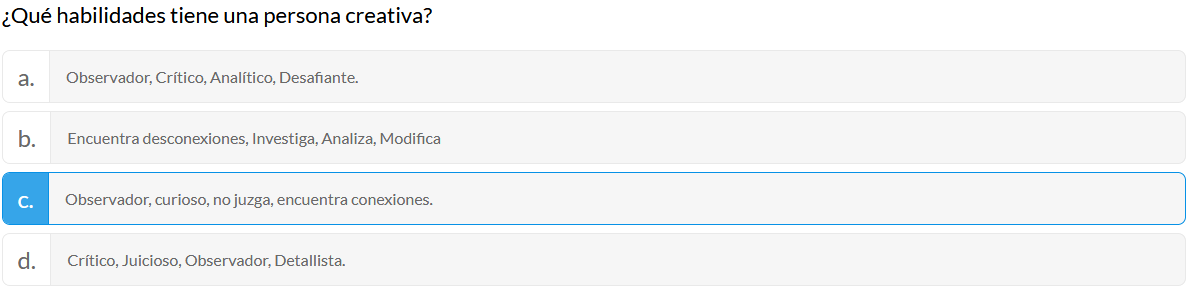 ¿Qué habilidades tiene una persona creativa?
a. Observador, Crítico, Analítico, Desafiante.
b. Encuentra desconexiones, Investiga, Analiza, Modifica
c. Observador, curioso, no juzga, encuentra conexiones.
d. Crítico, Juicioso, Observador, Detallista.